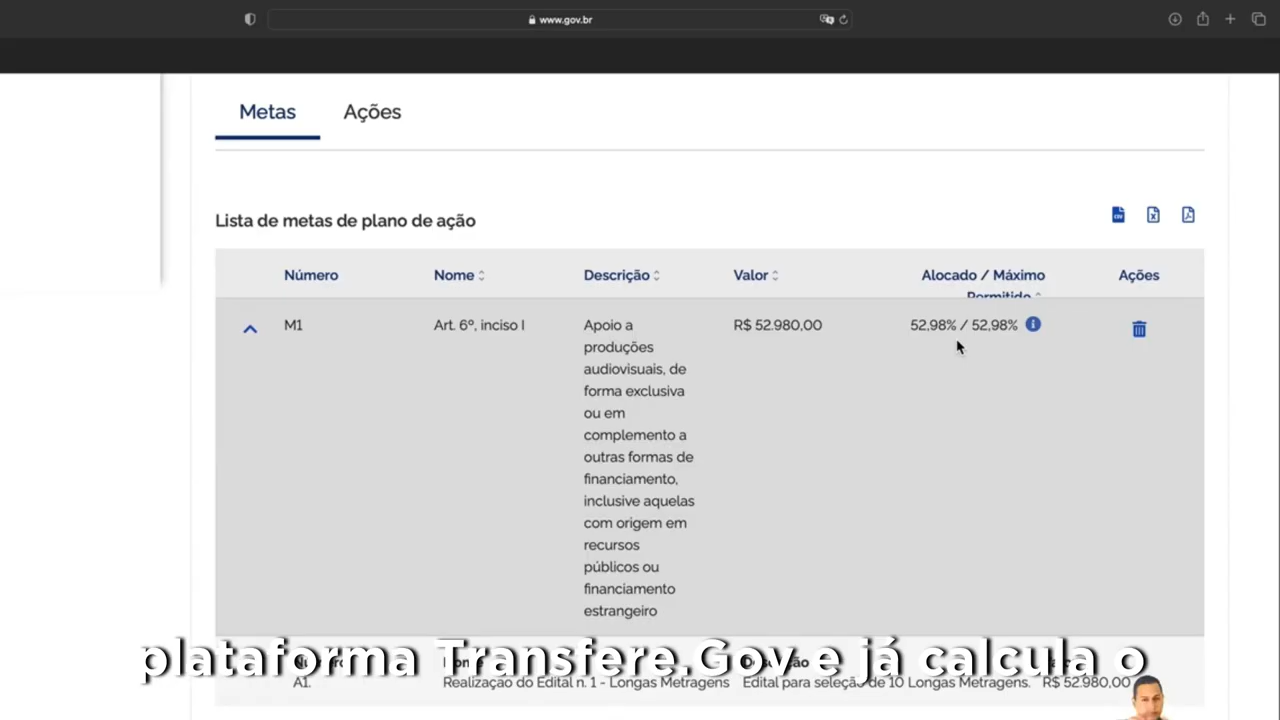 www.gov.br
Metas Ações
Lista de metas de plano de ação
Número Nome Descrição Valor Alocado / Máximo Permitido Ações
M1 Art. 6º, inciso I Apoio a R$ 52.980,00 52,98% / 52,98%
produções
audiovisuais, de
forma exclusiva
ou em
complemento a
outras formas de
financiamento,
inclusive aquelas
com origem em
recursos
públicos ou
financiamento
estrangeiro
plataforma Transfere.Gov e já calcula o
A1. Realização do Edital n. 1 - Longas Metragens Edital para seleção de 10 Longas Metragens. R$ 52.980,00